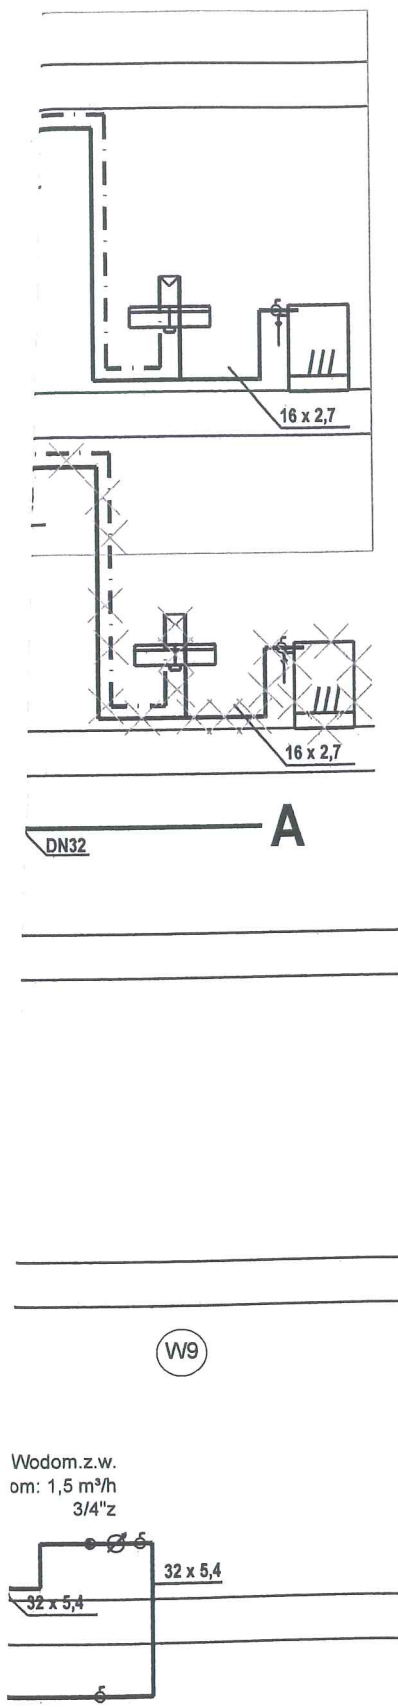 16 x 2,7
16 x 2,7
A
DN32
W9
Wodom.z.w.
om: 1,5 m³/h
3/4"z
32 x 5,4
32 x 5,4